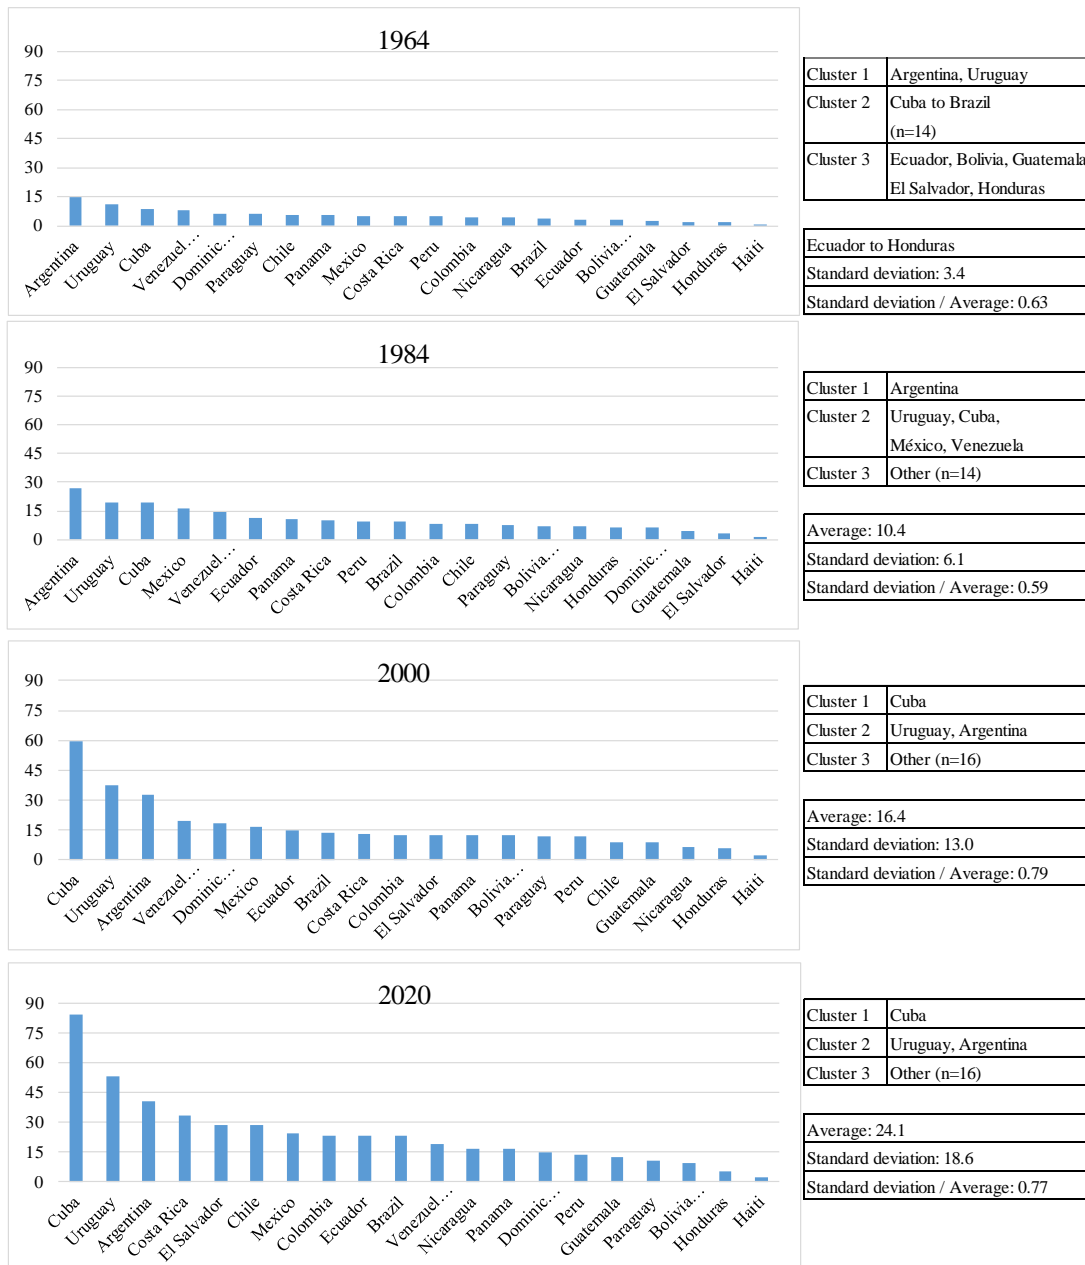 1964
90
75
60
45
30
15
0
Argentina
Uruguay
Cuba
Venezuel…
Dominic…
Paraguay
Chile
Panama
Mexico
Costa Rica
Peru
Colombia
Nicaragua
Brazil
Ecuador
Bolivia…
Guatemala
El Salvador
Honduras
Haiti
Cluster 1 Argentina, Uruguay
Cluster 2 Cuba to Brazil
(n=14)
Cluster 3 Ecuador, Bolivia, Guatemala
El Salvador, Honduras
Ecuador to Honduras
Standard deviation: 3.4
Standard deviation / Average: 0.63
1984
90
75
60
45
30
15
0
Argentina
Uruguay
Cuba
Mexico
Venezuel…
Ecuador
Panama
Costa Rica
Peru
Brazil
Colombia
Chile
Paraguay
Bolivia…
Nicaragua
Honduras
Dominic…
Guatemala
El Salvador
Haiti
Cluster 1 Argentina
Cluster 2 Uruguay, Cuba,
México, Venezuela
Cluster 3 Other (n=14)
Average: 10.4
Standard deviation: 6.1
Standard deviation / Average: 0.59
2000
90
75
60
45
30
15
0
Cuba
Uruguay
Argentina
Venezuel…
Dominic…
Mexico
Ecuador
Brazil
Costa Rica
Colombia
El Salvador
Panama
Bolivia…
Paraguay
Peru
Chile
Guatemala
Nicaragua
Honduras
Haiti
Cluster 1 Cuba
Cluster 2 Uruguay, Argentina
Cluster 3 Other (n=16)
Average: 16.4
Standard deviation: 13.0
Standard deviation / Average: 0.79
2020
90
75
60
45
30
15
0
Cuba
Uruguay
Argentina
Costa Rica
El Salvador
Chile
Mexico
Colombia
Ecuador
Brazil
Venezuel…
Nicaragua
Panama
Dominic…
Peru
Guatemala
Paraguay
Bolivia…
Honduras
Haiti
Cluster 1 Cuba
Cluster 2 Uruguay, Argentina
Cluster 3 Other (n=16)
Average: 24.1
Standard deviation: 18.6
Standard deviation / Average: 0.77